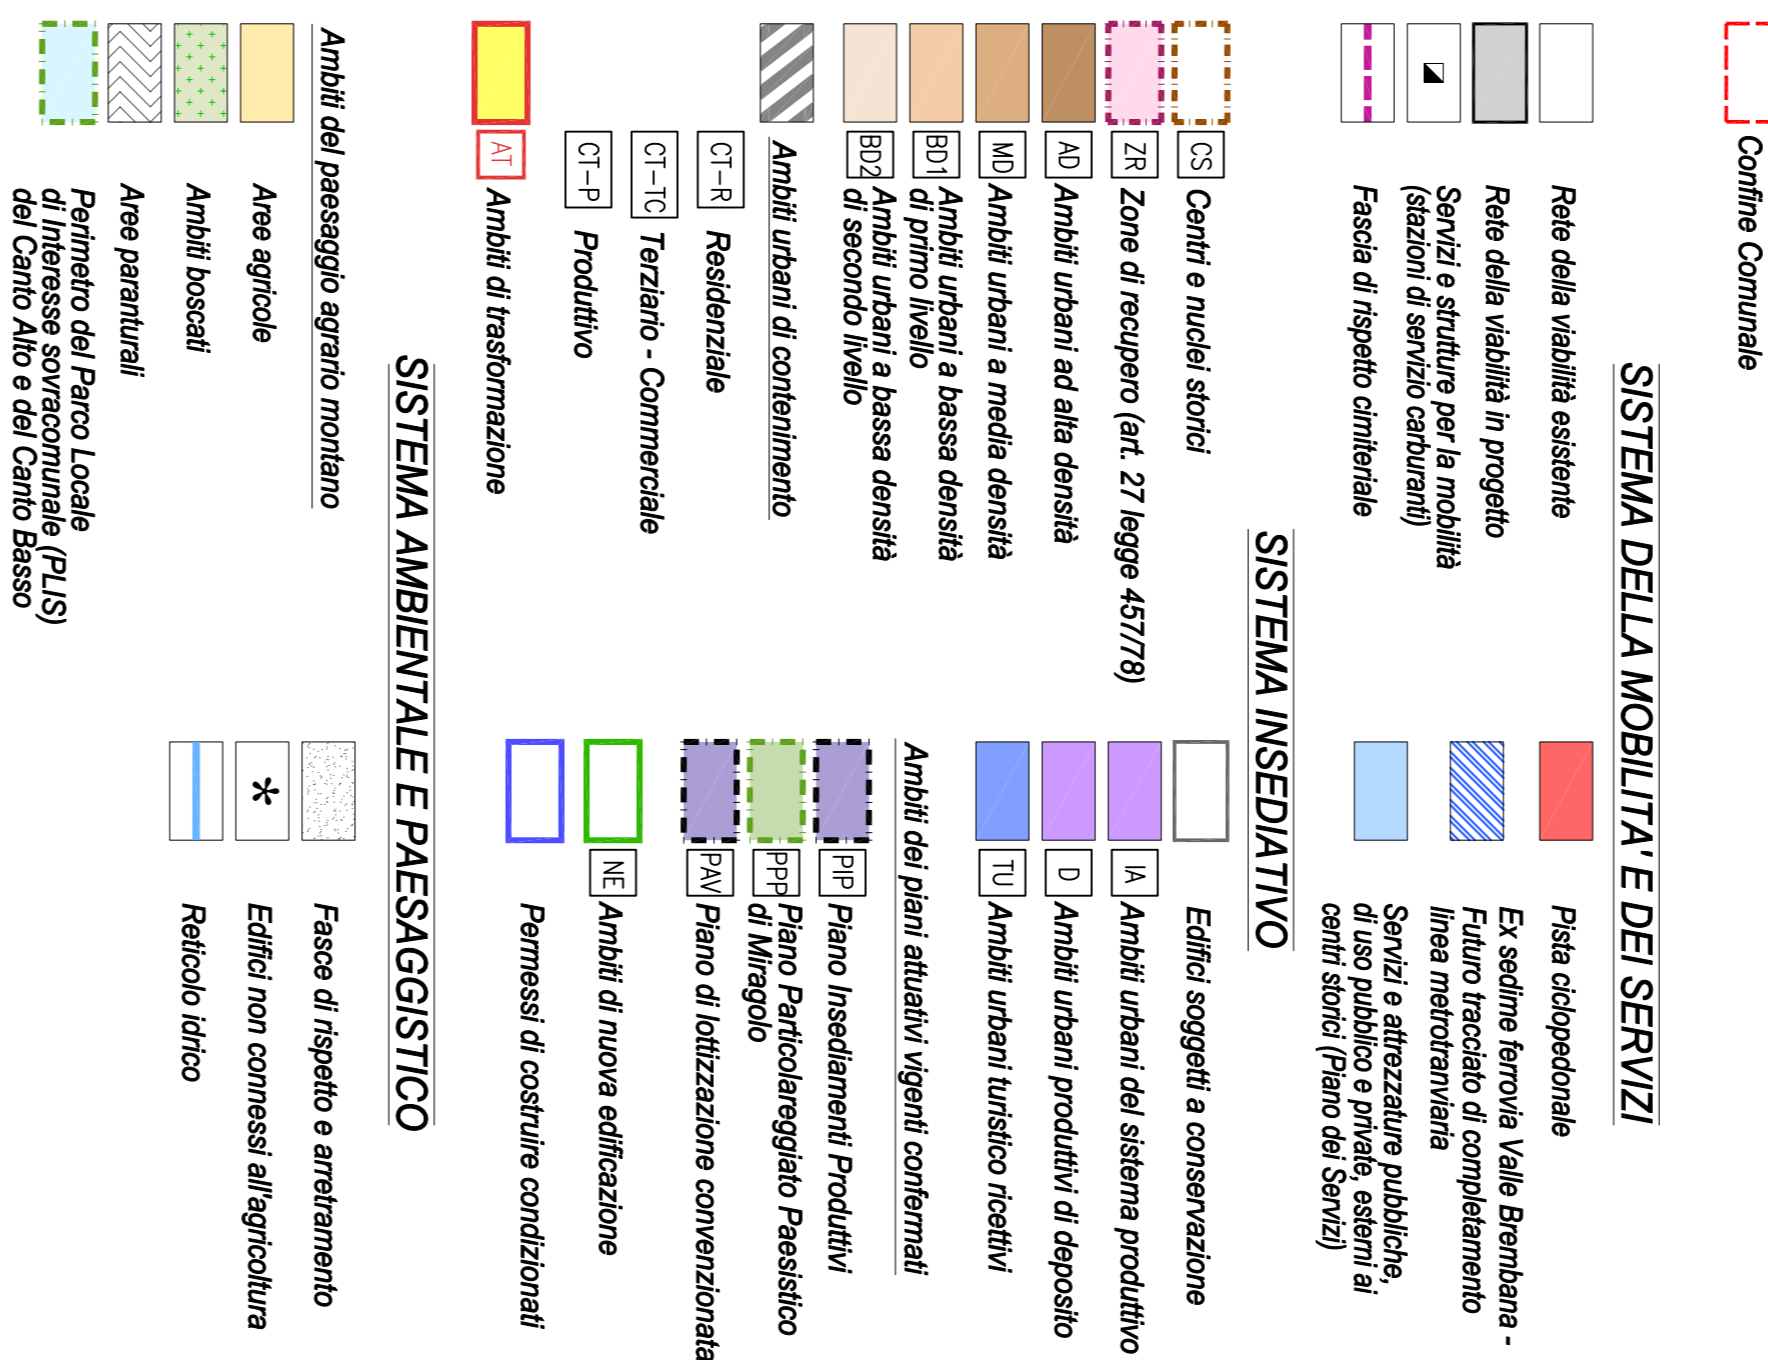 Confine Comunale
SISTEMA DELLA MOBILITA' E DEI SERVIZI
Rete della viabilità esistente
Rete della viabilità in progetto
Servizi e strutture per la mobilità
(stazioni di servizio carburanti)
Fascia di rispetto cimiteriale
Pista ciclopedonale
Ex sedime ferrovia Valle Brembana -
Futuro tracciato di completamento
linea metrotranviaria
Servizi e attrezzature pubbliche,
di uso pubblico e private, esterni ai
centri storici (Piano dei Servizi)
SISTEMA INSEDIATIVO
CS Centri e nuclei storici
ZR Zone di recupero (art. 27 legge 457/78)
AD Ambiti urbani ad alta densità
MD Ambiti urbani a media densità
BD1 Ambiti urbani a bassa densità
di primo livello
BD2 Ambiti urbani a bassa densità
di secondo livello
Ambiti urbani di contenimento
CT-R Residenziale
CT-TC Terziario - Commerciale
CT-P Produttivo
AT Ambiti di trasformazione
Edifici soggetti a conservazione
IA Ambiti urbani del sistema produttivo
D Ambiti urbani produttivi di deposito
TU Ambiti urbani turistico ricettivi
Ambiti dei piani attuativi vigenti confermati
PIP Piano Insediamenti Produttivi
PPP Piano Particolareggiato Paesistico
di Miragolo
PAV Piano di lottizzazione convenzionata
NE Ambiti di nuova edificazione
Permessi di costruire condizionati
SISTEMA AMBIENTALE E PAESAGGISTICO
Ambiti del paesaggio agrario montano
Aree agricole
Ambiti boscati
Aree paranturali
Perimetro del Parco Locale
di Interesse sovracomunale (PLIS)
del Canto Alto e del Canto Basso
Fasce di rispetto e arretramento
* Edifici non connessi all'agricoltura
Reticolo idrico